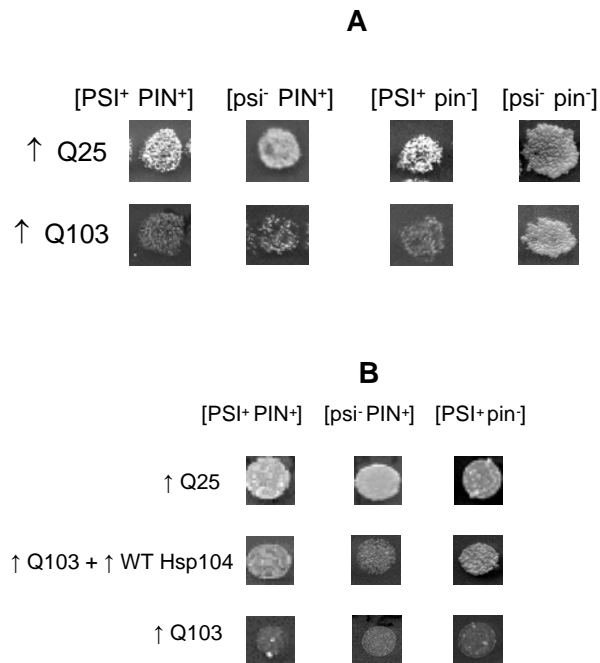 A
[PSI⁺ PIN⁺] [psi⁻ PIN⁺] [PSI⁺ pin⁻] [psi⁻ pin⁻]
↑ Q25
↑ Q103
B
[PSI⁺ PIN⁺] [psi⁻ PIN⁺] [PSI⁺ pin⁻]
↑ Q25
↑ Q103 + ↑ WT Hsp104
↑ Q103